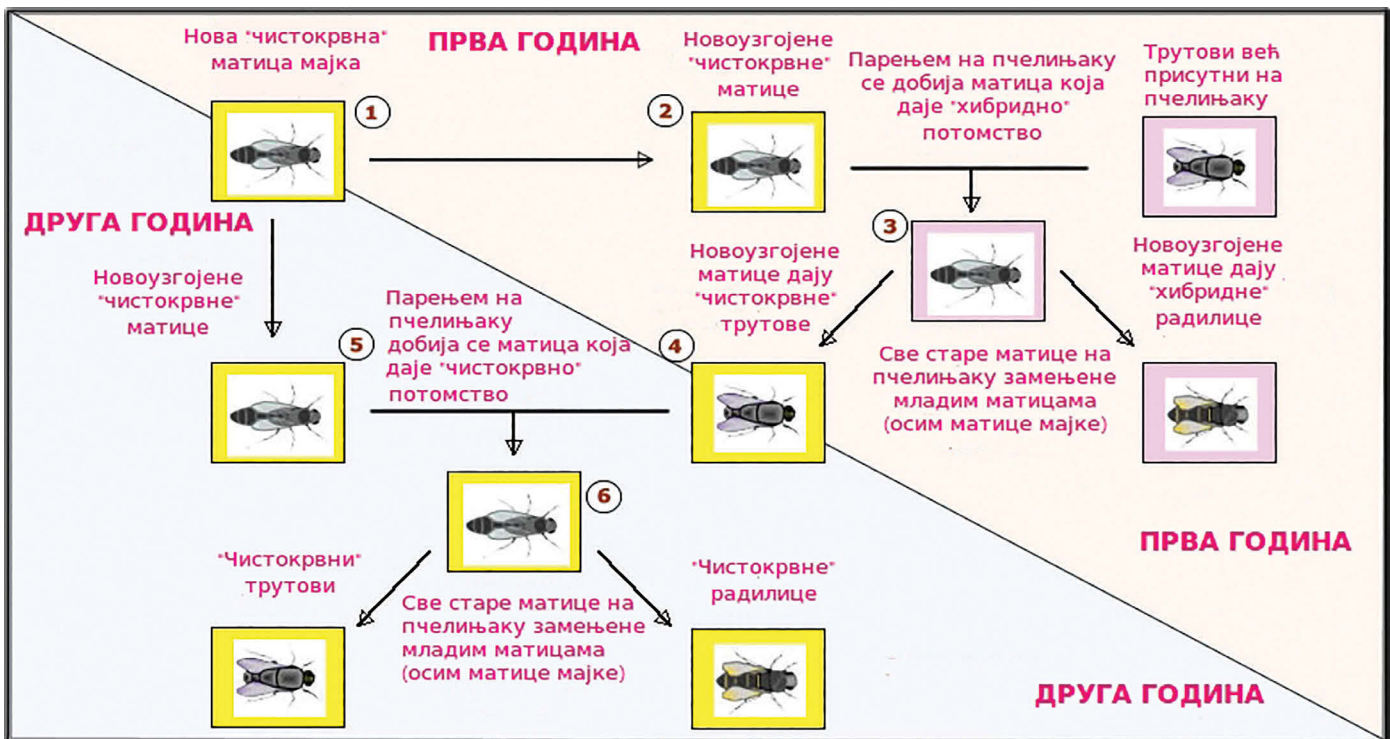 Нова "чистокрвна"
матица мајка
1
ПРВА ГОДИНА
Новоузгојене
"чистокрвне"
матице
2
Парењем на пчелињаку
се добија матица која
даје "хибридно"
потомство
Трутови већ
присутни на
пчелињаку
3
ДРУГА ГОДИНА
Новоузгојене
"чистокрвне"
матице
5
Парењем на
пчелињаку
добија се матица која
даје "чистокрвно"
потомство
Новоузгојене
матице дају
"чистокрвне"
трутове
4
Новоузгојене
матице дају
"хибридне"
радилице
Све старе матице на
пчелињаку замењене
младим матицама
(осим матице мајке)
6
ПРВА ГОДИНА
"Чистокрвни"
трутови
Све старе матице на
пчелињаку замењене
младим матицама
(осим матице мајке)
"Чистокрвне"
радилице
ДРУГА ГОДИНА